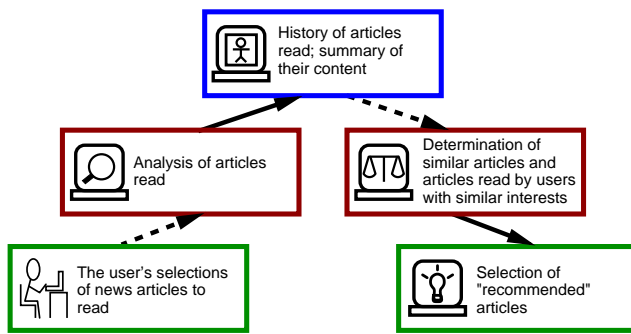 History of articles
read; summary of
their content
Analysis of articles
read
Determination of
similar articles and
articles read by users
with similar interests
The user's selections
of news articles to
read
Selection of
"recommended"
articles